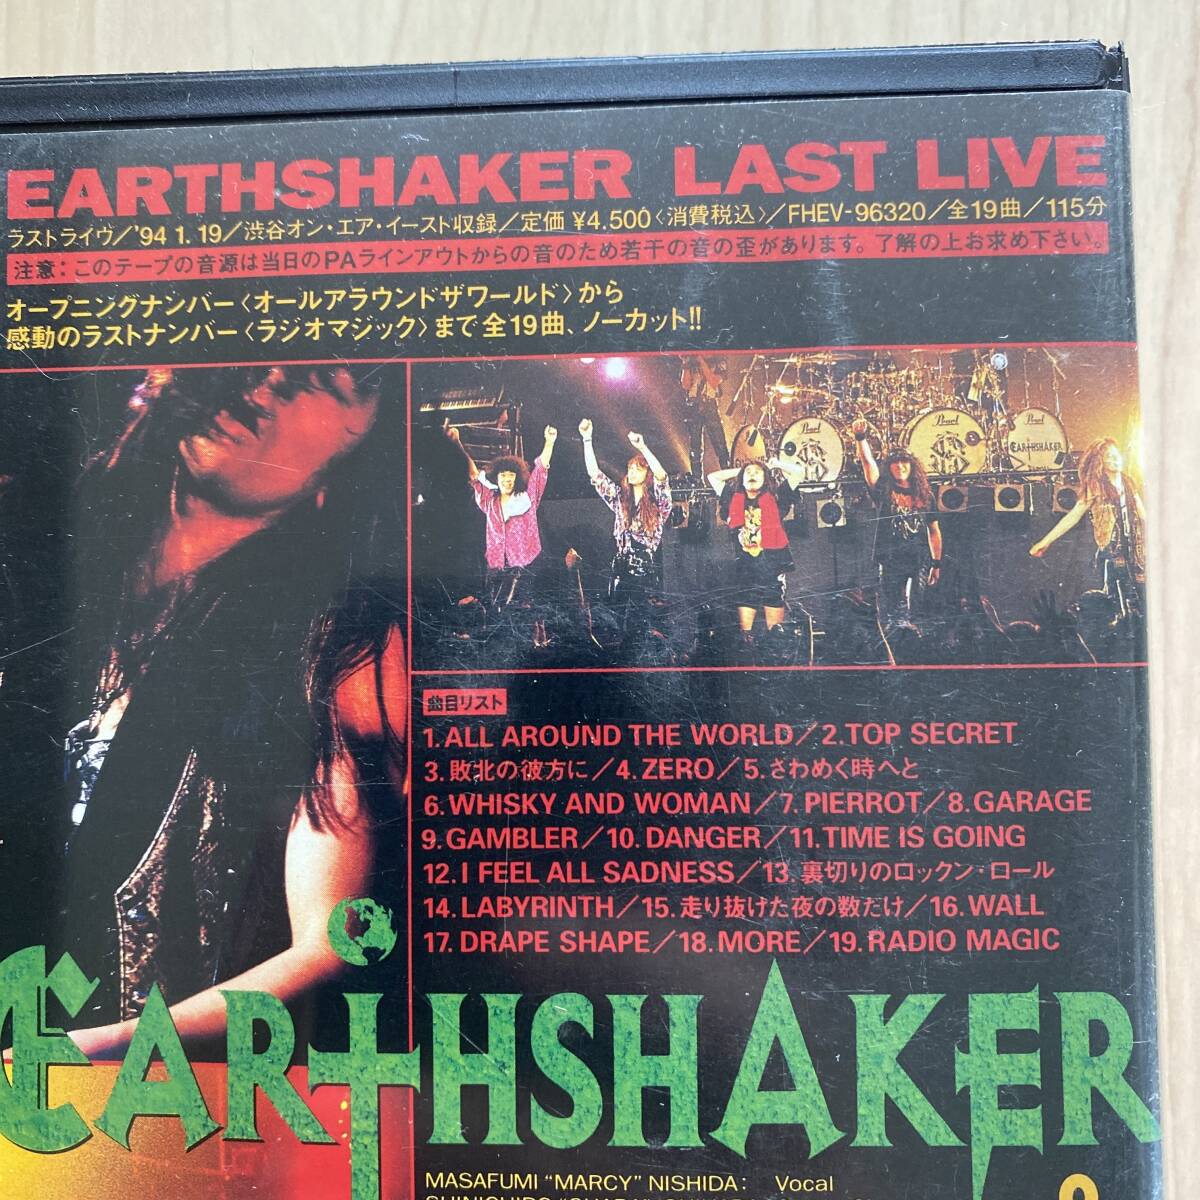 EARTHSHAKER LAST LIVE
ラストライヴ/'94 1. 19/渋谷オン・エア・イースト収録/定価 ¥4,500〈消費税込〉/FHEV-96320/全19曲/115分
注意：このテープの音源は当日のPAラインアウトからの音のため若干の音の歪があります。了解の上お求め下さい。
オープニングナンバー〈オールアラウンドザワールド〉から
感動のラストナンバー〈ラジオマジック〉まで全19曲、ノーカット!!
Pearl Pearl Pearl
EARTHSHAKER
曲目リスト
1. ALL AROUND THE WORLD/2. TOP SECRET
3. 敗北の彼方に/4. ZERO/5. さわめく時へと
6. WHISKY AND WOMAN/7. PIERROT/8. GARAGE
9. GAMBLER/10. DANGER/11. TIME IS GOING
12. I FEEL ALL SADNESS/13. 裏切りのロックン・ロール
14. LABYRINTH/15. 走り抜けた夜の数だけ/16. WALL
17. DRAPE SHAPE/18. MORE/19. RADIO MAGIC
EARTHSHAKER
MASAFUMI “MARCY” NISHIDA: Vocal